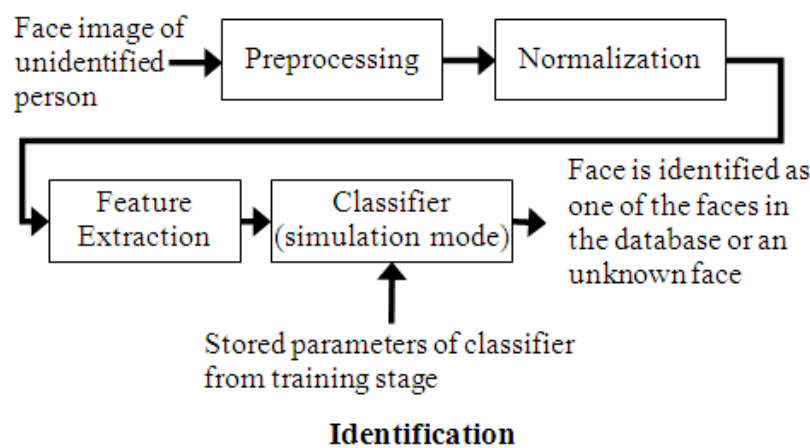 Face image of
unidentified
person
Preprocessing
Normalization
Feature
Extraction
Classifier
(simulation mode)
Face is identified as
one of the faces in
the database or an
unknown face
Stored parameters of classifier
from training stage
Identification